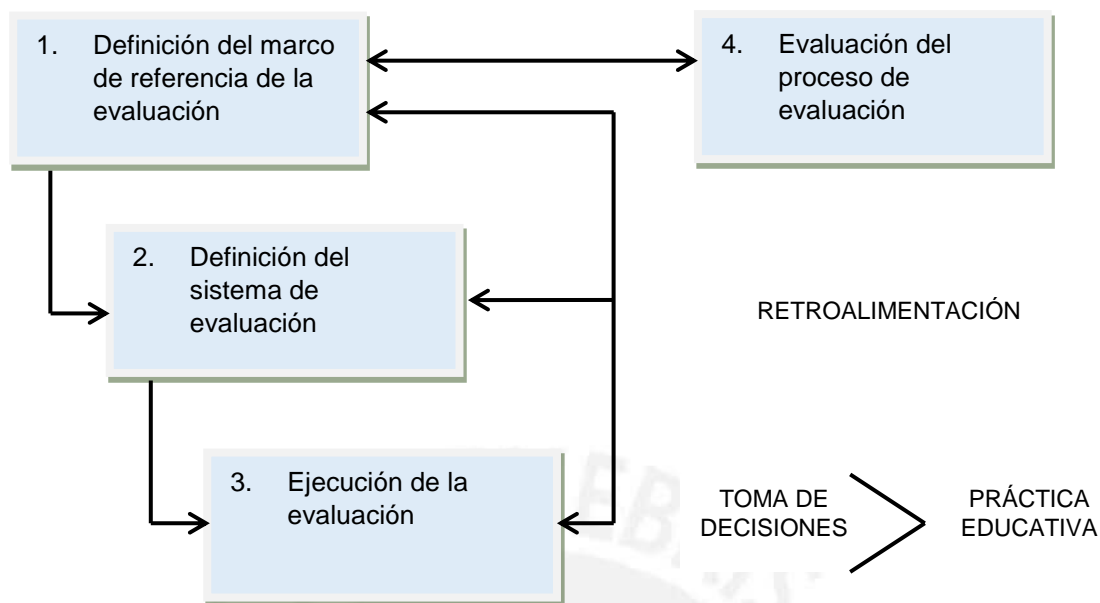 1. Definición del marco
de referencia de la
evaluación
4. Evaluación del
proceso de
evaluación
2. Definición del
sistema de
evaluación
RETROALIMENTACIÓN
3. Ejecución de la
evaluación
TOMA DE
DECISIONES
PRÁCTICA
EDUCATIVA